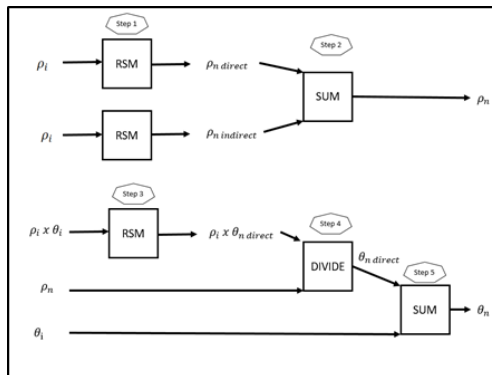 Step 1
ρi RSM ρn direct
Step 2
SUM ρn
ρi RSM ρn indirect
Step 3
ρi x θi RSM ρi x θn direct
Step 4
DIVIDE θn direct
ρn
Step 5
SUM θn
θi